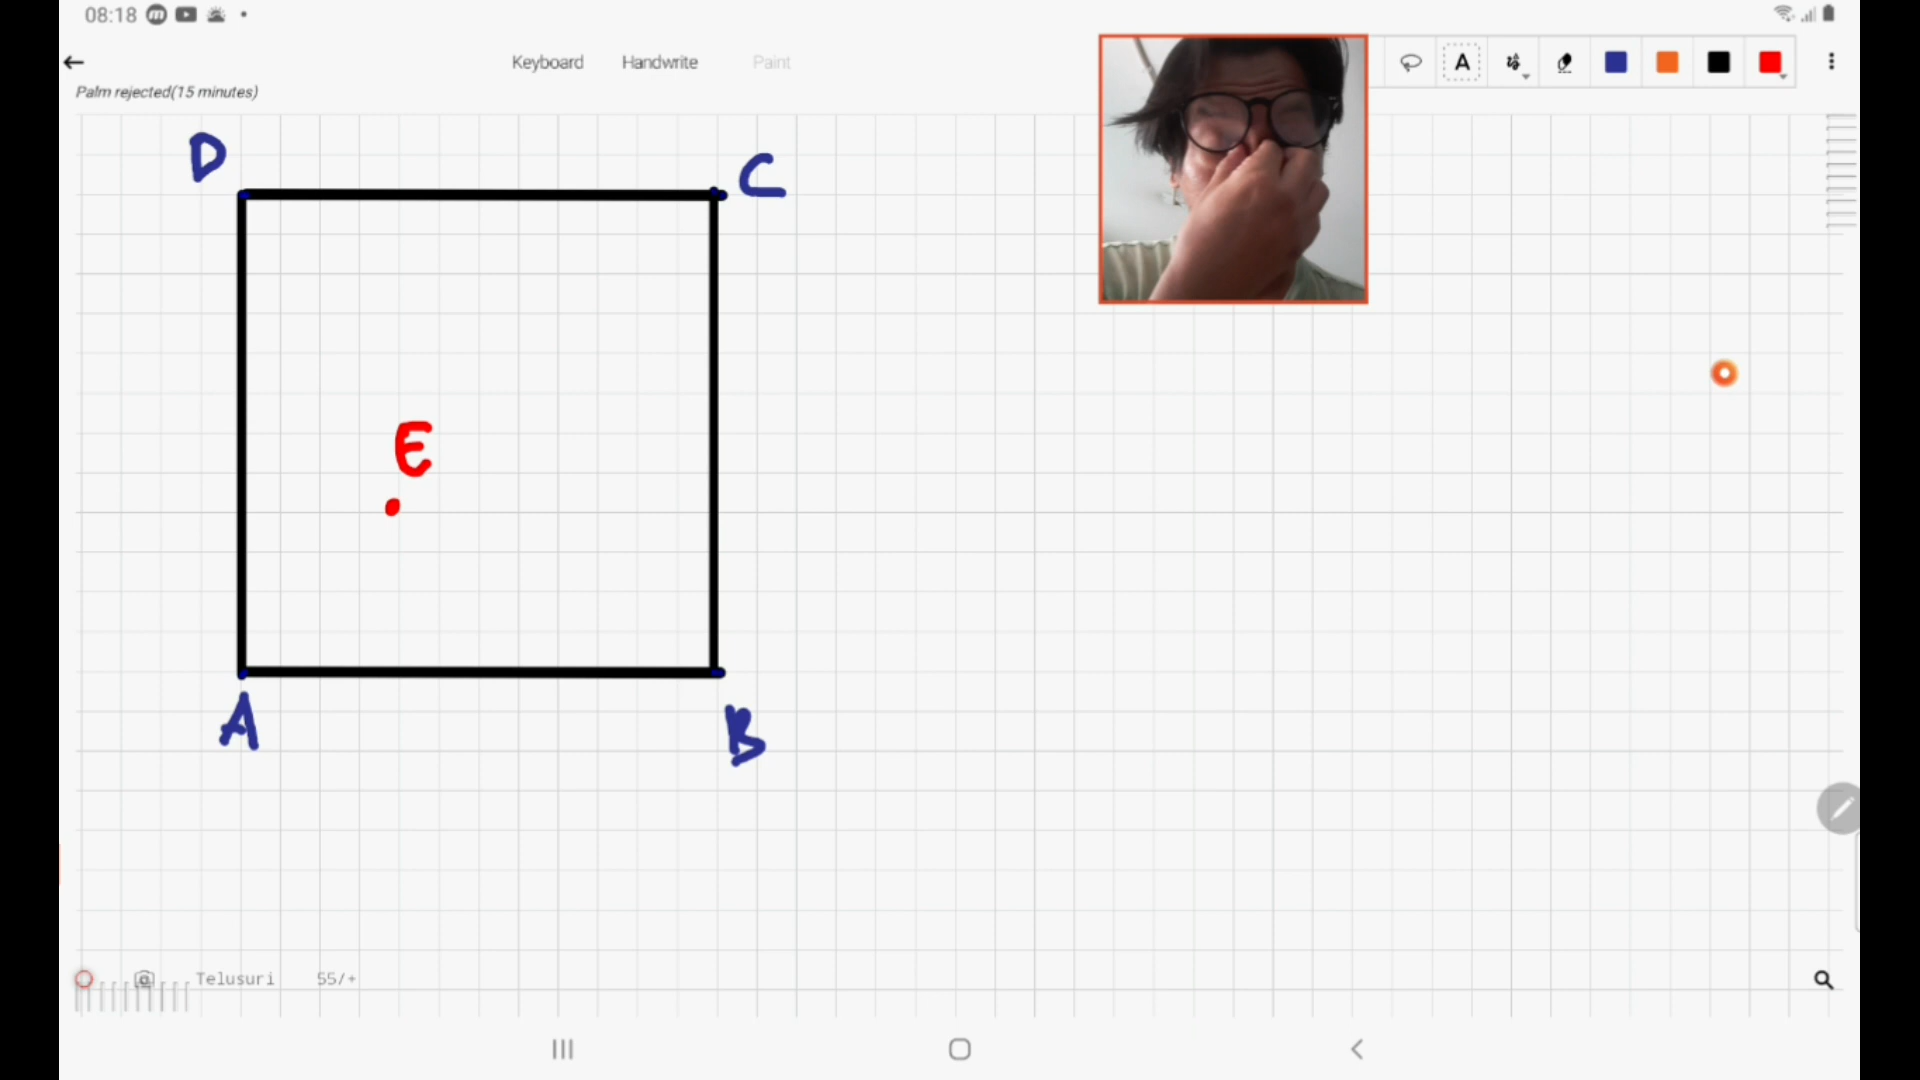 08:18
Keyboard Handwrite Paint
A
Palm rejected(15 minutes)
D
C
E
A
B
Telusuri 55/+